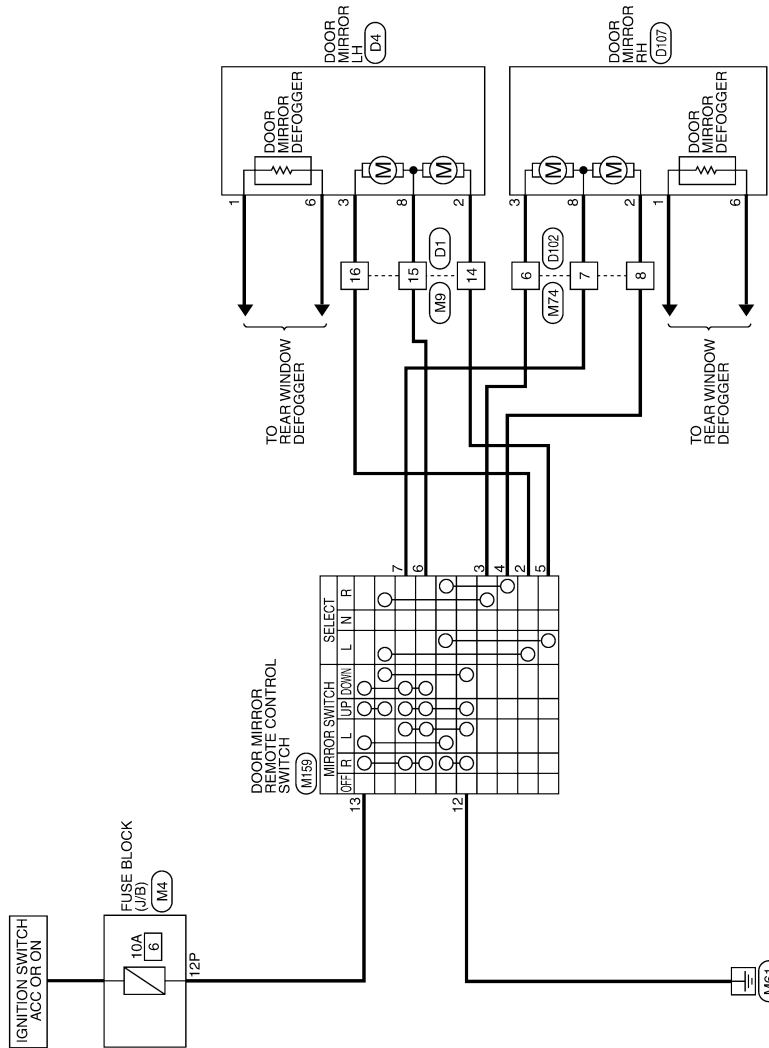 IGNITION SWITCH
ACC OR ON
FUSE BLOCK
(J/B)
M4
10A
6
12P
DOOR MIRROR
REMOTE CONTROL
SWITCH
M159
MIRROR SWITCH
SELECT
OFF
R
L
UP
DOWN
L
N
R
13
12
7
6
3
4
2
5
M61
TO
REAR WINDOW
DEFOGGER
16
15
14
M9
D1
1
6
3
8
2
DOOR
MIRROR
DEFOGGER
M
M
DOOR
MIRROR
LH
D4
TO
REAR WINDOW
DEFOGGER
6
7
8
M74
D102
3
8
2
1
6
M
M
DOOR
MIRROR
DEFOGGER
DOOR
MIRROR
RH
D107